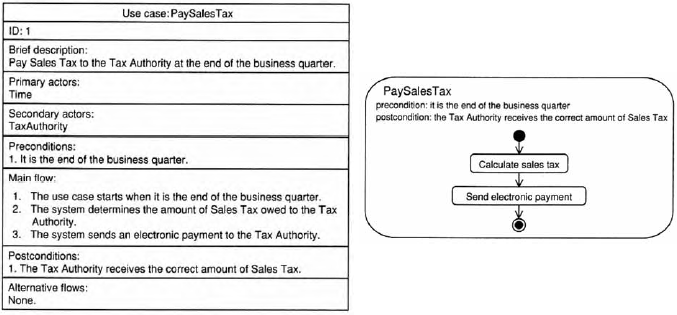 Use case: PaySalesTax
ID: 1
Brief description:
Pay Sales Tax to the Tax Authority at the end of the business quarter.
Primary actors:
Time
Secondary actors:
TaxAuthority
Preconditions:
1. It is the end of the business quarter.
Main flow:
1. The use case starts when it is the end of the business quarter.
2. The system determines the amount of Sales Tax owed to the Tax
Authority.
3. The system sends an electronic payment to the Tax Authority.
Postconditions:
1. The Tax Authority receives the correct amount of Sales Tax.
Alternative flows:
None.
PaySalesTax
precondition: it is the end of the business quarter
postcondition: the Tax Authority receives the correct amount of Sales Tax
Calculate sales tax
Send electronic payment